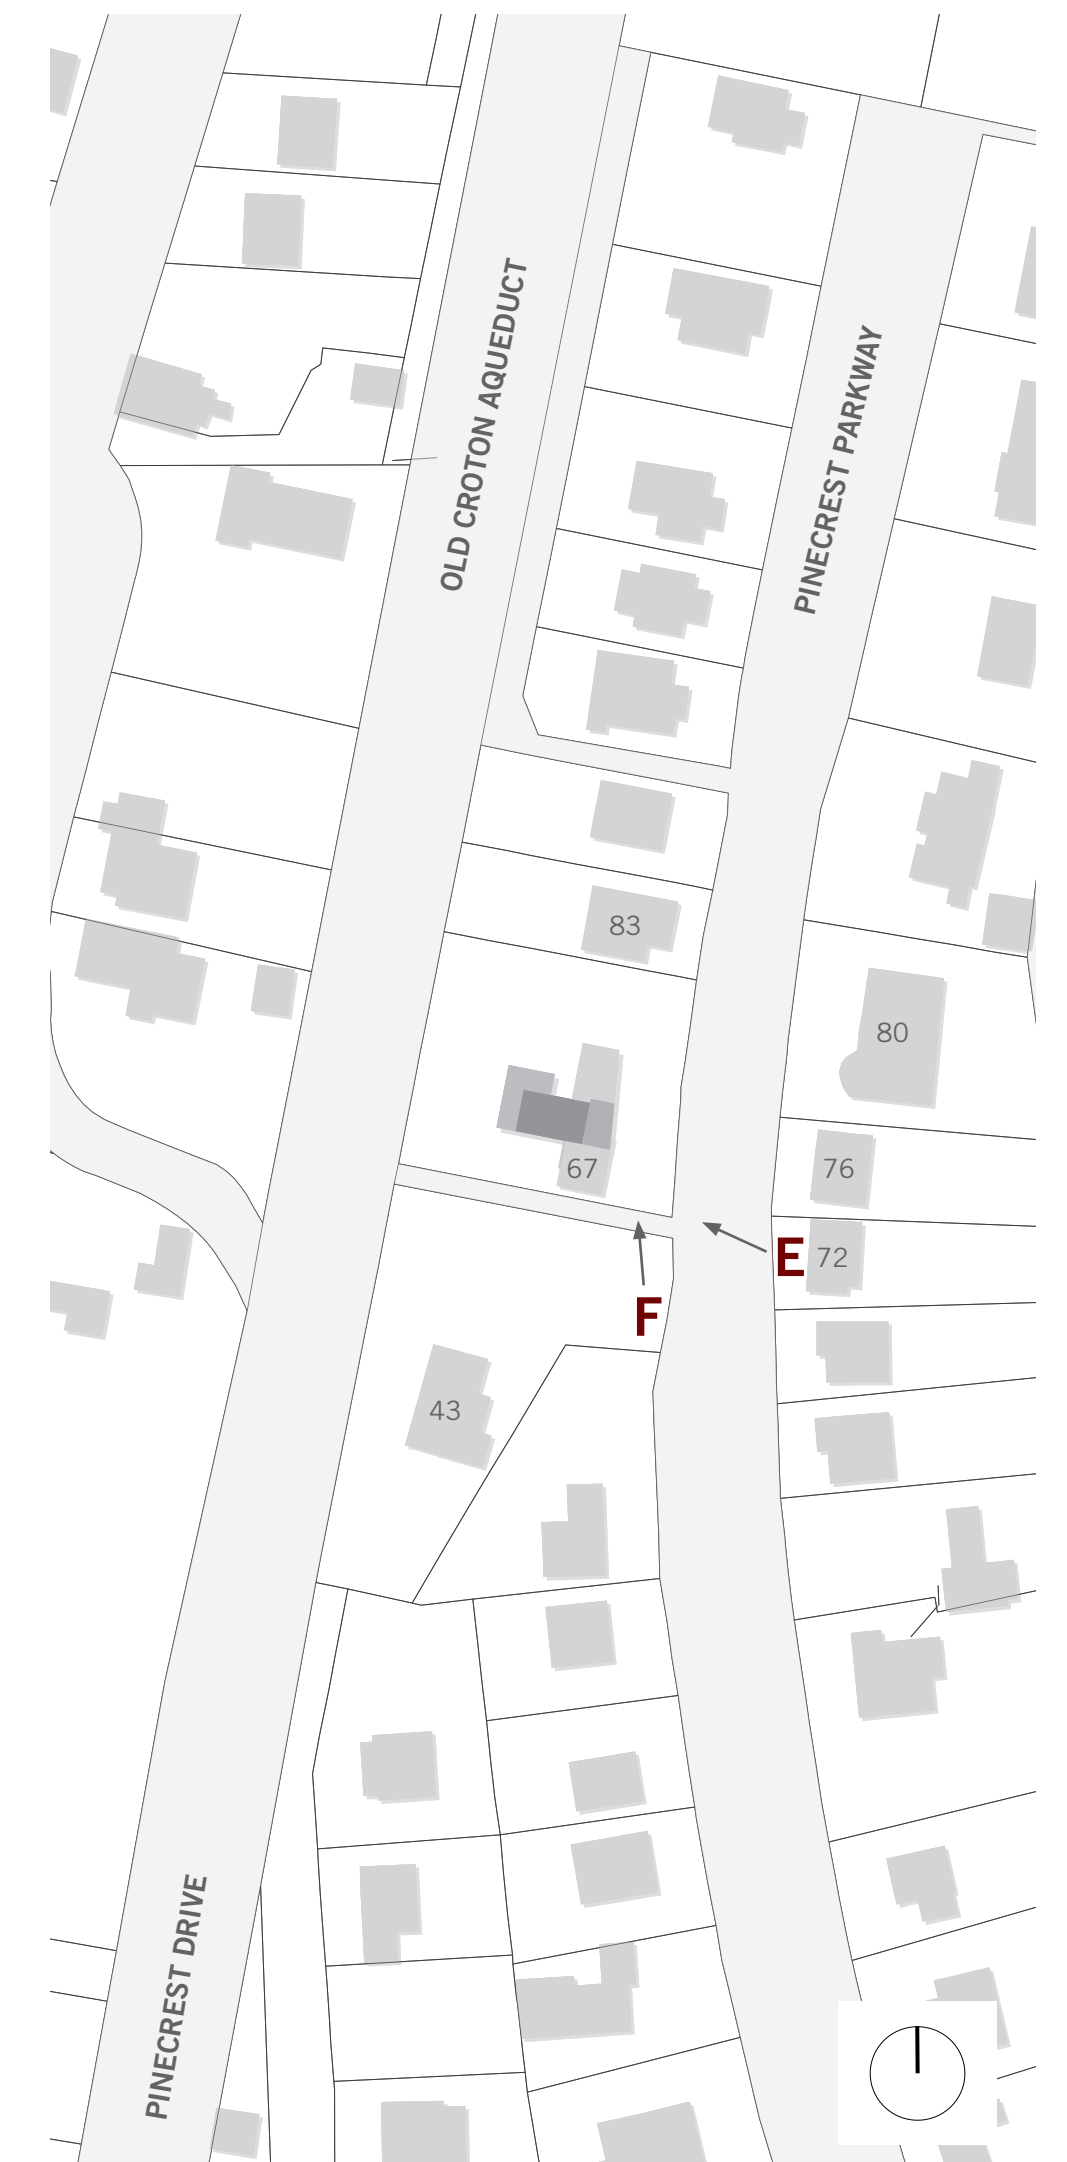 OLD CROTON AQUEDUCT
PINECREST PARKWAY
83
80
67
76
E
72
F
43
PINECREST DRIVE